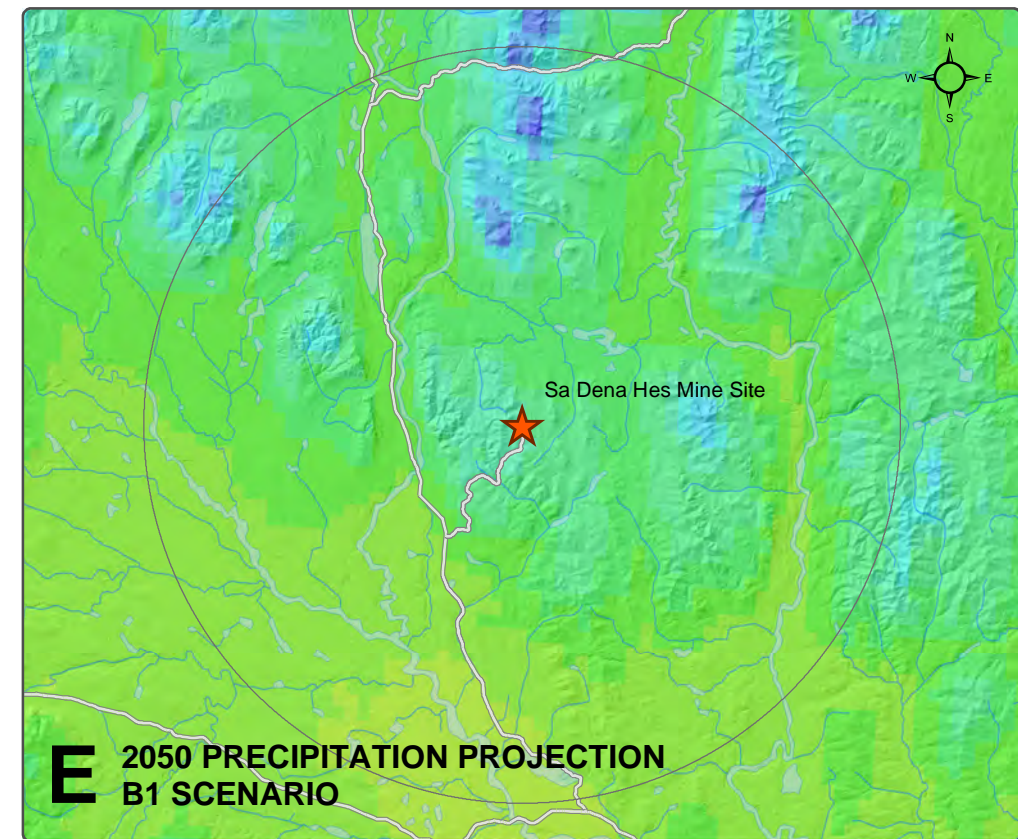 N
W E
S
Sa Dena Hes Mine Site
E 2050 PRECIPITATION PROJECTION
B1 SCENARIO